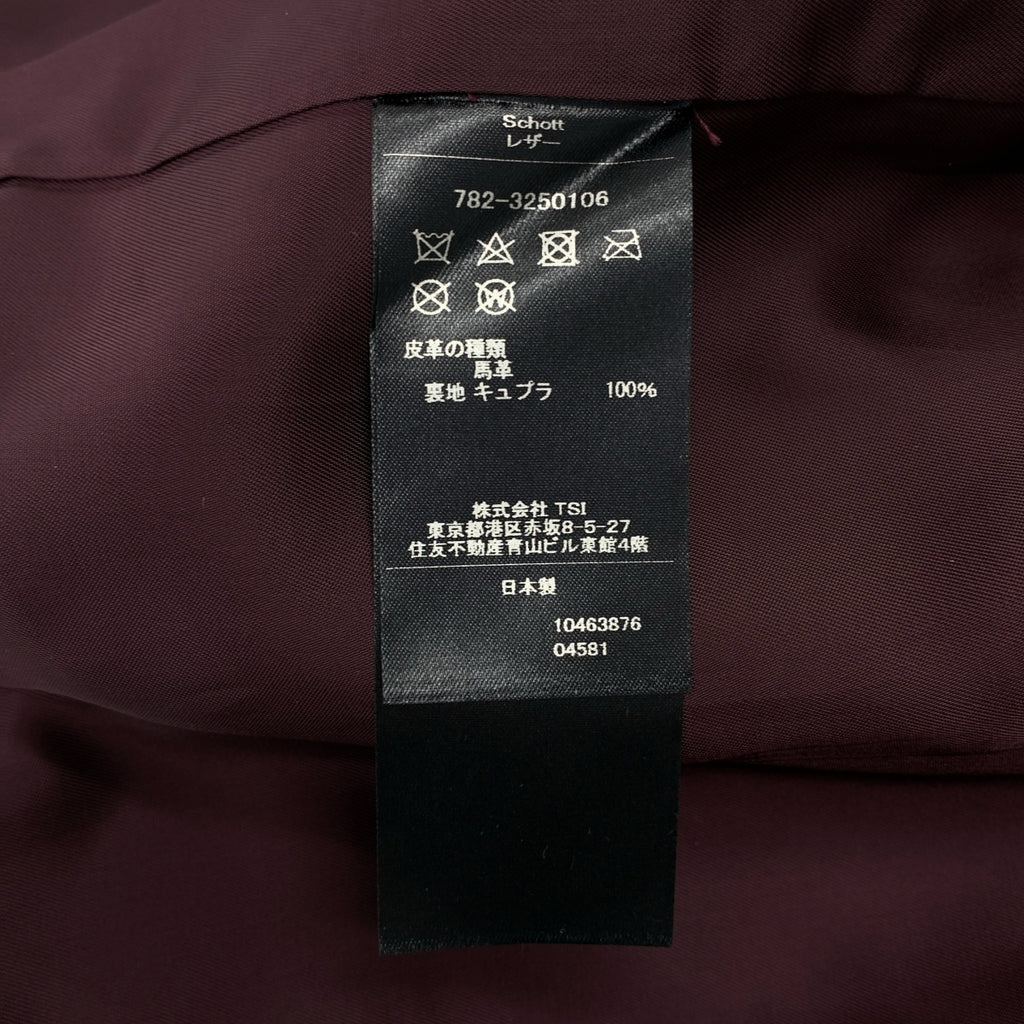 Schott
レザー
782-3250106
W
皮革の種類
馬革
裏地 キュプラ 100%
株式会社 TSI
東京都港区赤坂8-5-27
住友不動産青山ビル東館4階
日本製
10463876
04581